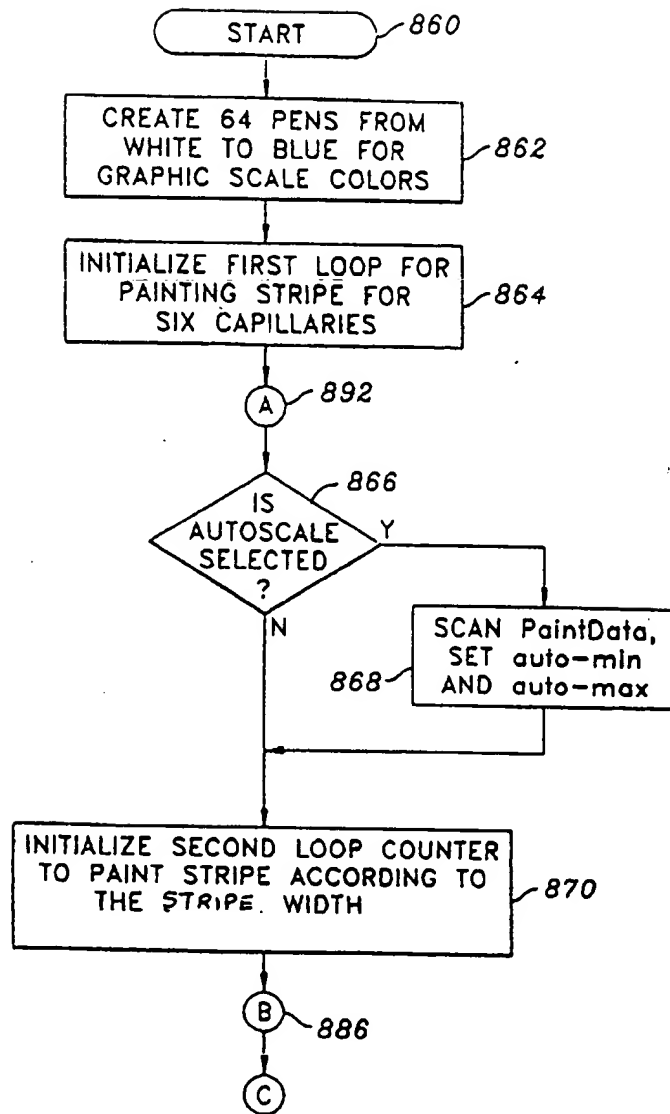 START
860
CREATE 64 PENS FROM
WHITE TO BLUE FOR
GRAPHIC SCALE COLORS
862
INITIALIZE FIRST LOOP FOR
PAINTING STRIPE FOR
SIX CAPILLARIES
864
A
892
866
IS
AUTOSCALE
SELECTED
?
Y
N
SCAN PaintData,
SET auto-min
AND auto-max
868
INITIALIZE SECOND LOOP COUNTER
TO PAINT STRIPE ACCORDING TO
THE STRIPE. WIDTH
870
B
886
C